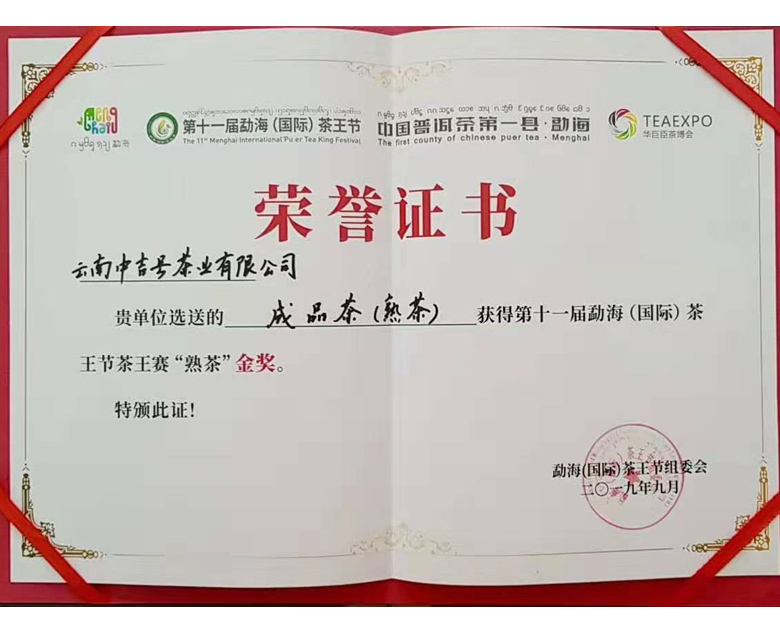 meng hai
第十一届勐海（国际）茶王节
The 11th Menghai International Pu'er Tea King Festival
中国普洱茶第一县·勐海
The first county of chinese puer tea · Menghai
TEAEXPO
华巨臣茶博会
荣誉证书
云南中吉号茶业有限公司
贵单位选送的 成品茶（熟茶） 获得第十一届勐海（国际）茶
王节茶王赛“熟茶”金奖。
特颁此证！
勐海(国际)茶王节组委会
二〇一九年九月